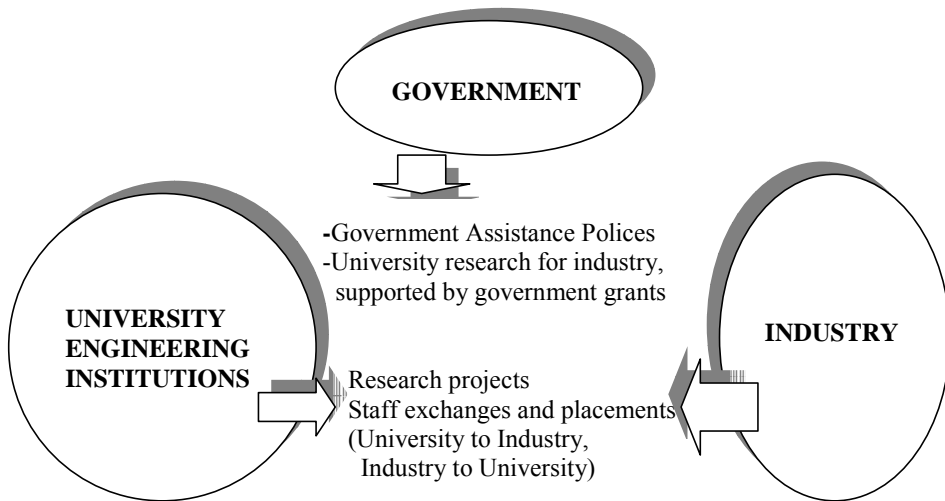 GOVERNMENT
-Government Assistance Polices
-University research for industry,
supported by government grants
UNIVERSITY
ENGINEERING
INSTITUTIONS
INDUSTRY
Research projects
Staff exchanges and placements
(University to Industry,
Industry to University)